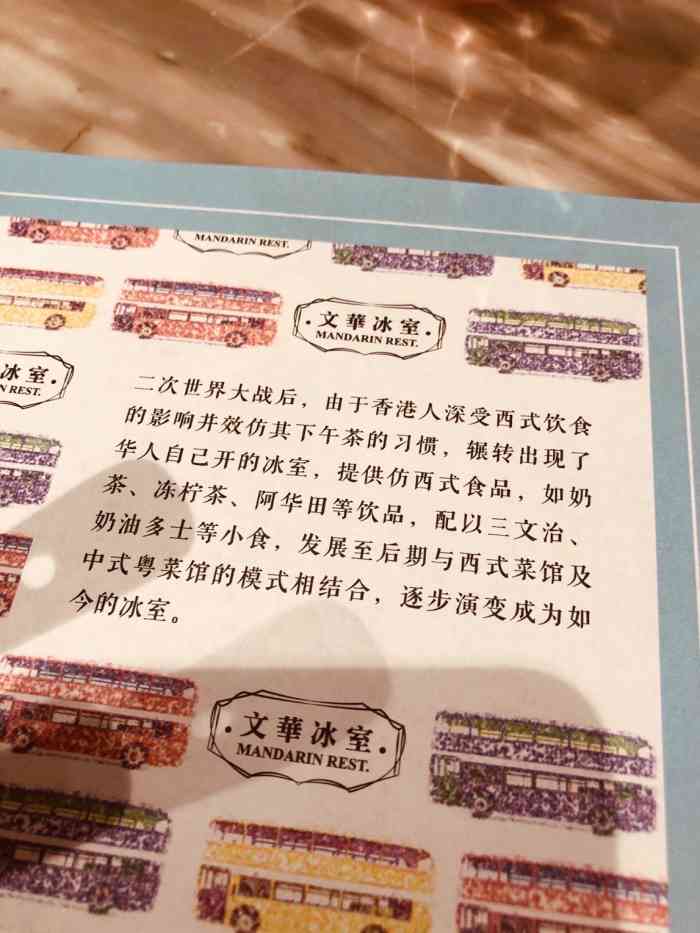 MANDARIN REST.
·文華冰室·
MANDARIN REST.
冰室·
N REST.
二次世界大战后，由于香港人深受西式饮食
的影响并效仿其下午茶的习惯，辗转出现了
华人自己开的冰室，提供仿西式食品，如奶
茶、冻柠茶、阿华田等饮品，配以三文治、
奶油多士等小食，发展至后期与西式菜馆及
中式粤菜馆的模式相结合，逐步演变成为如
今的冰室。
·文華冰室·
MANDARIN REST.